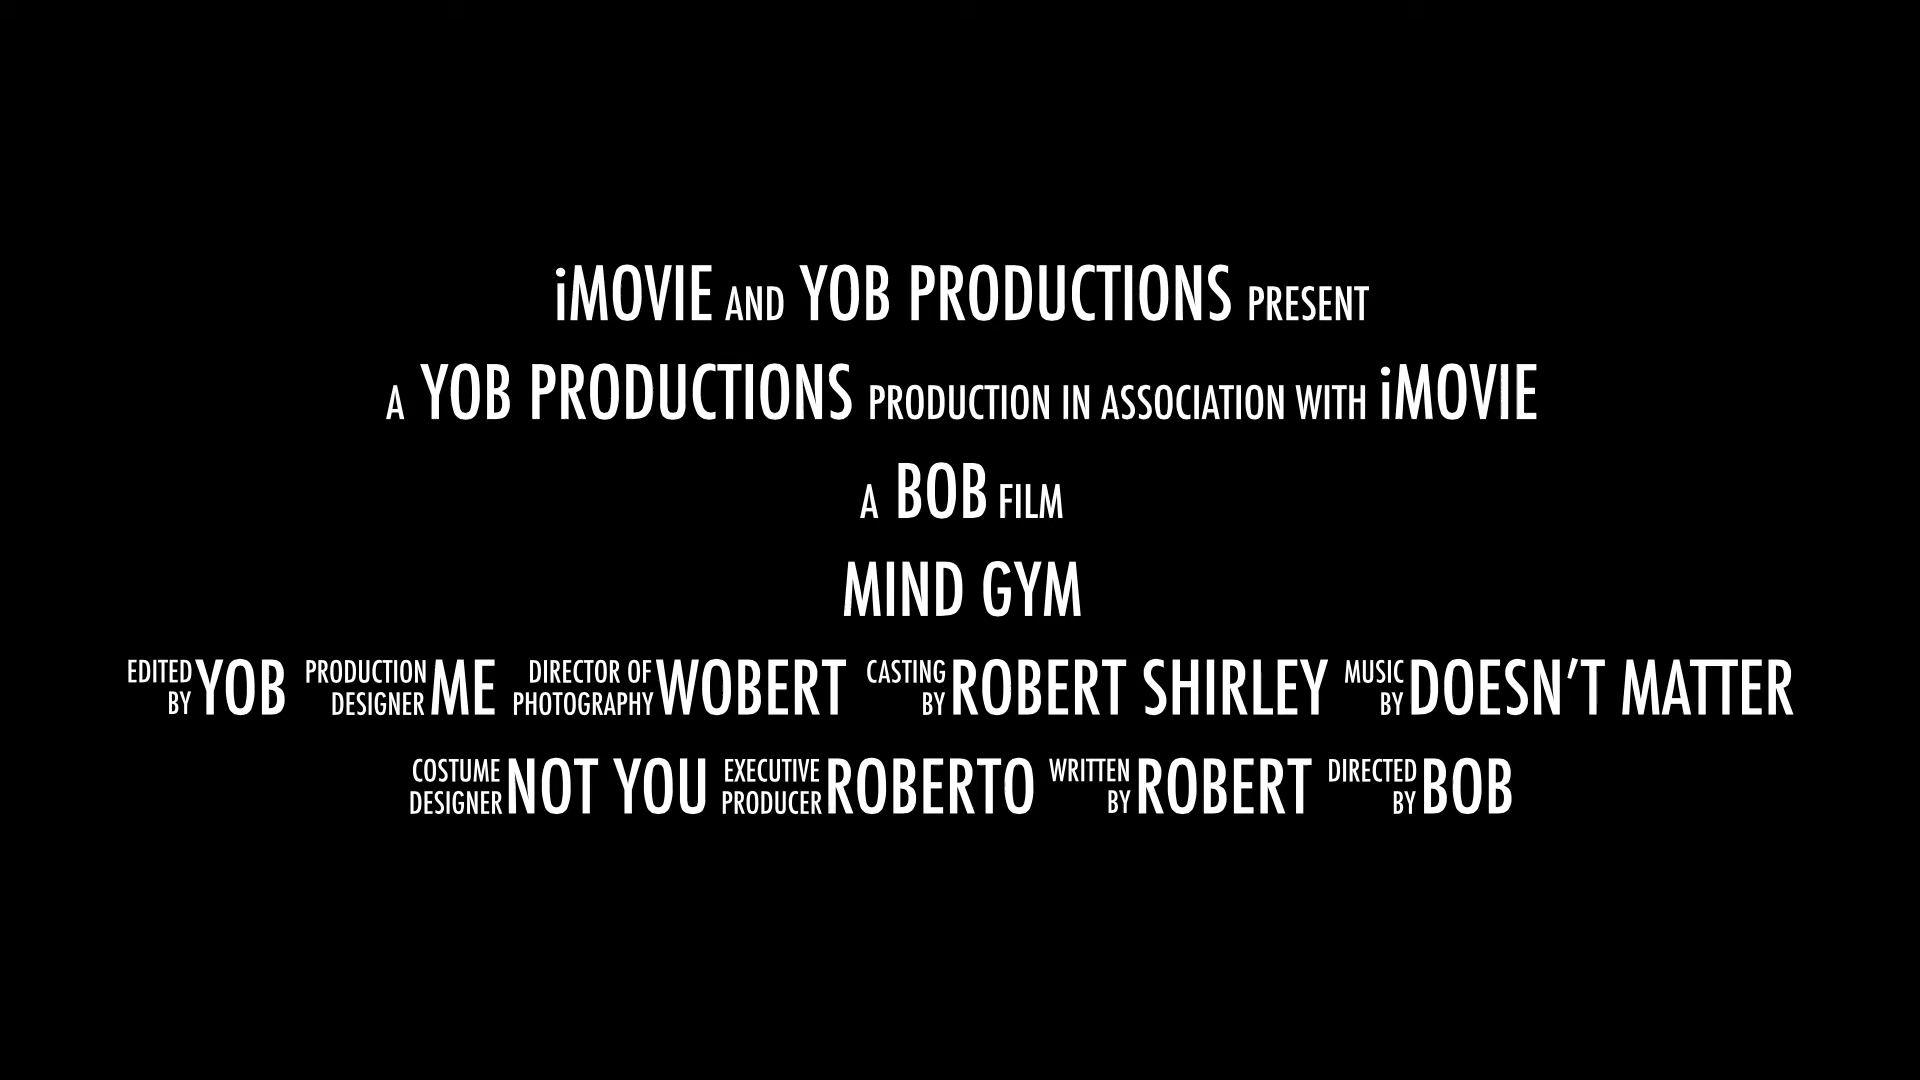 iMOVIE AND YOB PRODUCTIONS PRESENT
A YOB PRODUCTIONS PRODUCTION IN ASSOCIATION WITH iMOVIE
A BOB FILM
MIND GYM
EDITED BY YOB PRODUCTION DESIGNER ME DIRECTOR OF PHOTOGRAPHY WOBERT CASTING BY ROBERT SHIRLEY MUSIC BY DOESN'T MATTER
COSTUME DESIGNER NOT YOU EXECUTIVE PRODUCER ROBERTO WRITTEN BY ROBERT DIRECTED BY BOB